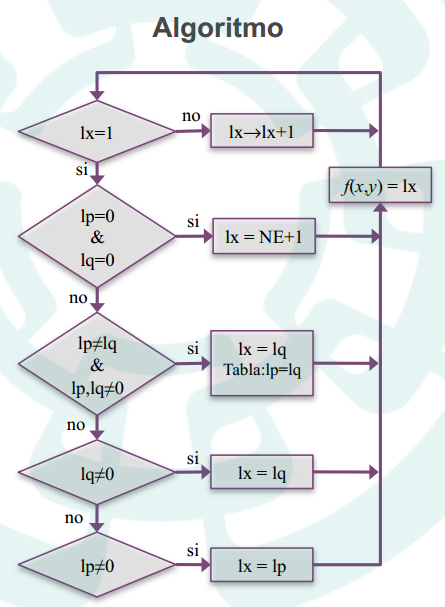 Algoritmo
lx=1
no
lx→lx+1
si
f(x,y) = lx
lp=0
&
lq=0
si
lx = NE+1
no
lp≠lq
&
lp,lq≠0
si
lx = lq
Tabla:lp=lq
no
lq≠0
si
lx = lq
no
lp≠0
si
lx = lp